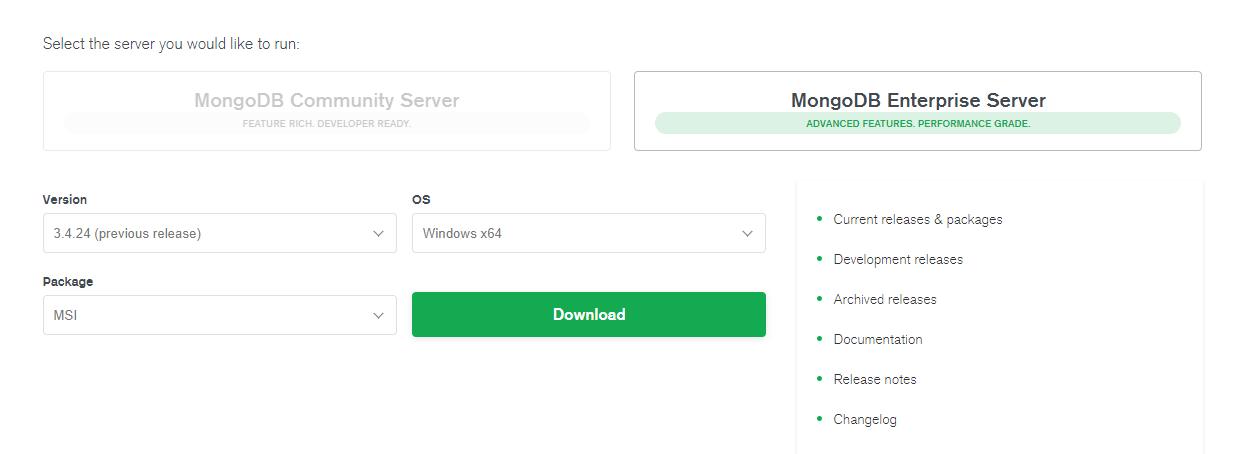 Select the server you would like to run:
MongoDB Community Server
FEATURE RICH. DEVELOPER READY.
MongoDB Enterprise Server
ADVANCED FEATURES. PERFORMANCE GRADE.
Version
3.4.24 (previous release)
OS
Windows x64
Package
MSI
Download
Current releases & packages
Development releases
Archived releases
Documentation
Release notes
Changelog